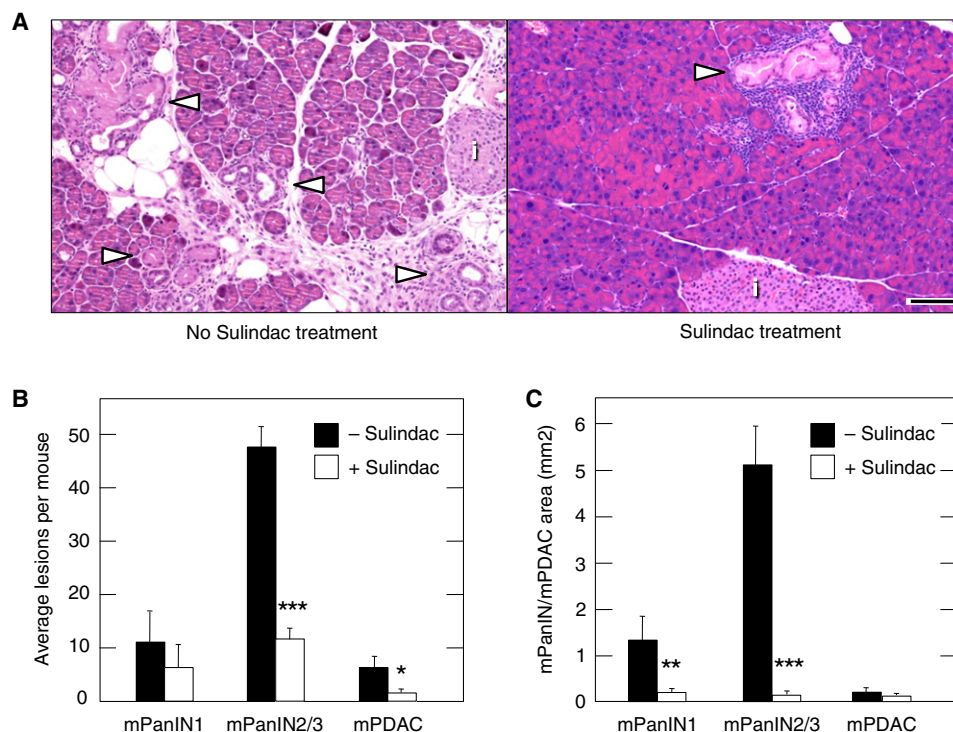 A
i
i
No Sulindac treatment
Sulindac treatment
B
Average lesions per mouse
50
40
30
20
10
0
– Sulindac
+ Sulindac
***
*
mPanIN1 mPanIN2/3 mPDAC
C
mPanIN/mPDAC area (mm2)
6
5
4
3
2
1
0
– Sulindac
+ Sulindac
**
***
mPanIN1 mPanIN2/3 mPDAC